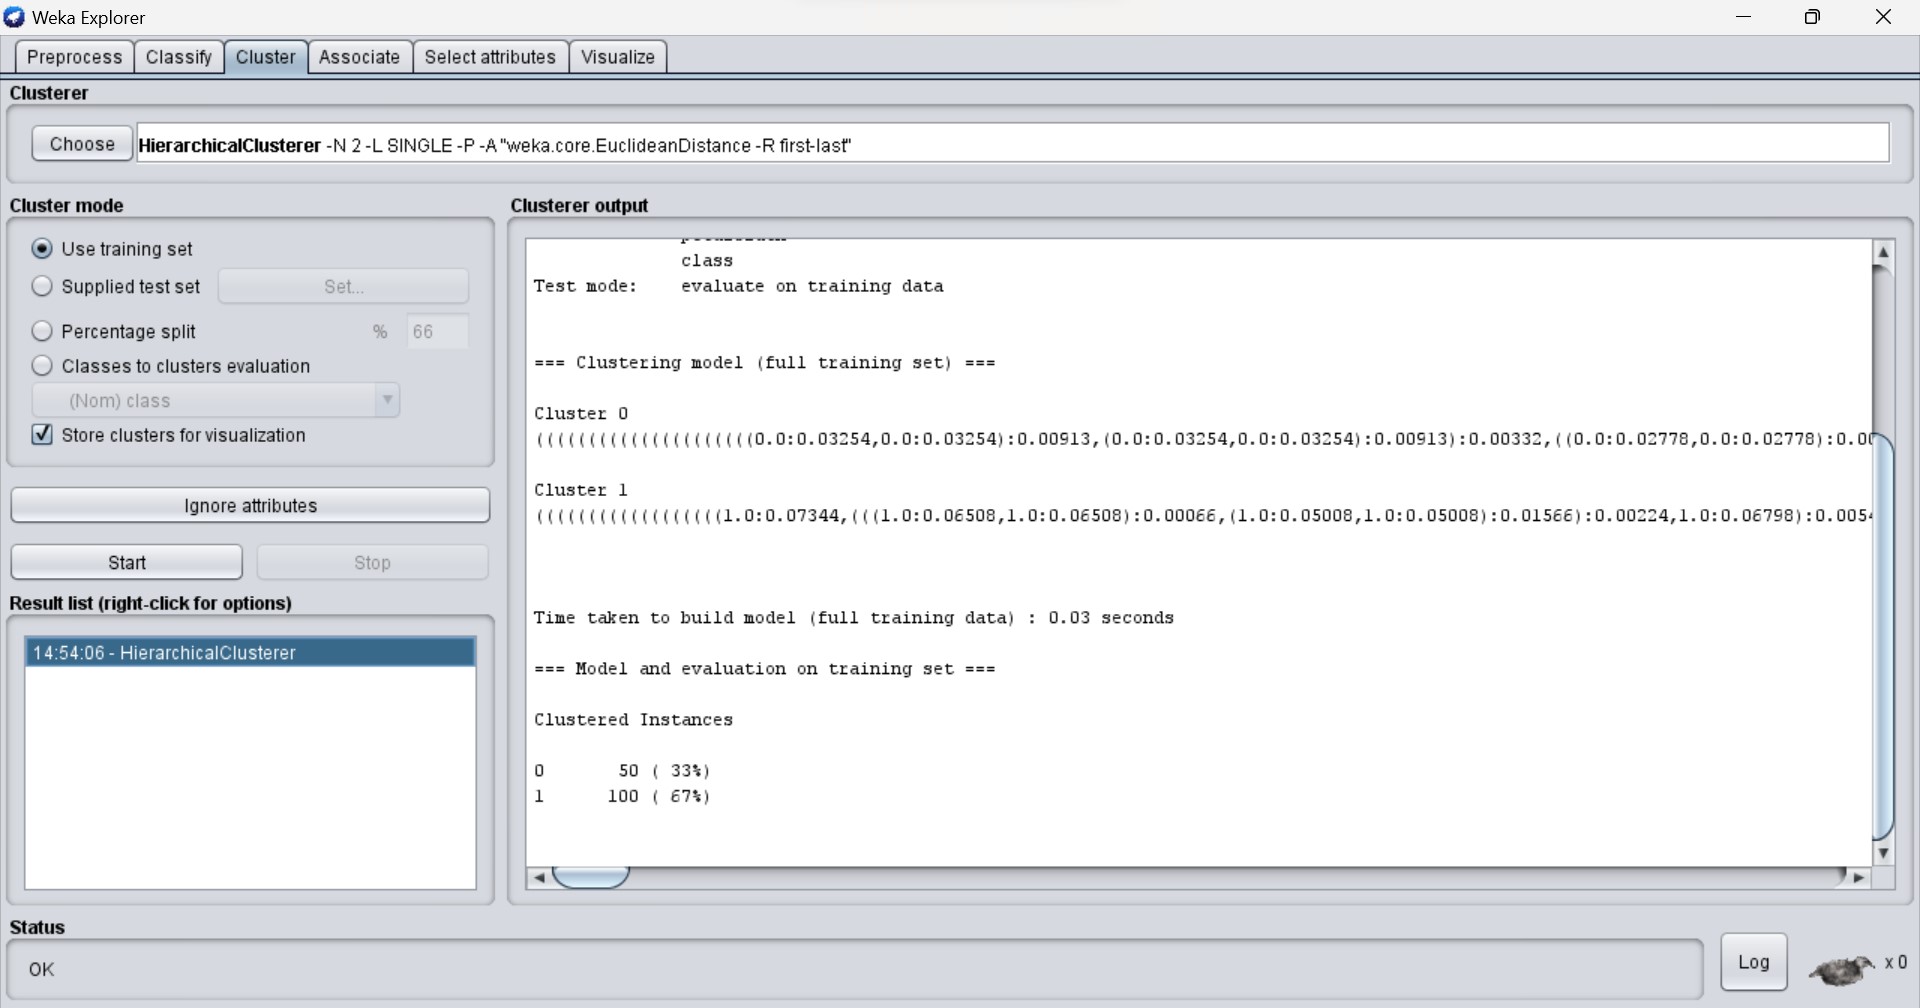 Weka Explorer
Preprocess Classify Cluster Associate Select attributes Visualize
Clusterer
Choose HierarchicalClusterer -N 2 -L SINGLE -P -A "weka.core.EuclideanDistance -R first-last"
Cluster mode
Use training set
Supplied test set Set...
Percentage split % 66
Classes to clusters evaluation
(Nom) class
Store clusters for visualization
Ignore attributes
Start Stop
Result list (right-click for options)
14:54:06 - HierarchicalClusterer
Clusterer output
class
Test mode: evaluate on training data
=== Clustering model (full training set) ===
Cluster 0
(((((((((((((((((((((0.0:0.03254,0.0:0.03254):0.00913,(0.0:0.03254,0.0:0.03254):0.00913):0.00332,((0.0:0.02778,0.0:0.02778):0.00
Cluster 1
((((((((((((((((((1.0:0.07344,(((1.0:0.06508,1.0:0.06508):0.00066,(1.0:0.05008,1.0:0.05008):0.01566):0.00224,1.0:0.06798):0.0054
Time taken to build model (full training data) : 0.03 seconds
=== Model and evaluation on training set ===
Clustered Instances
0 50 ( 33%)
1 100 ( 67%)
Status
OK
Log
x 0